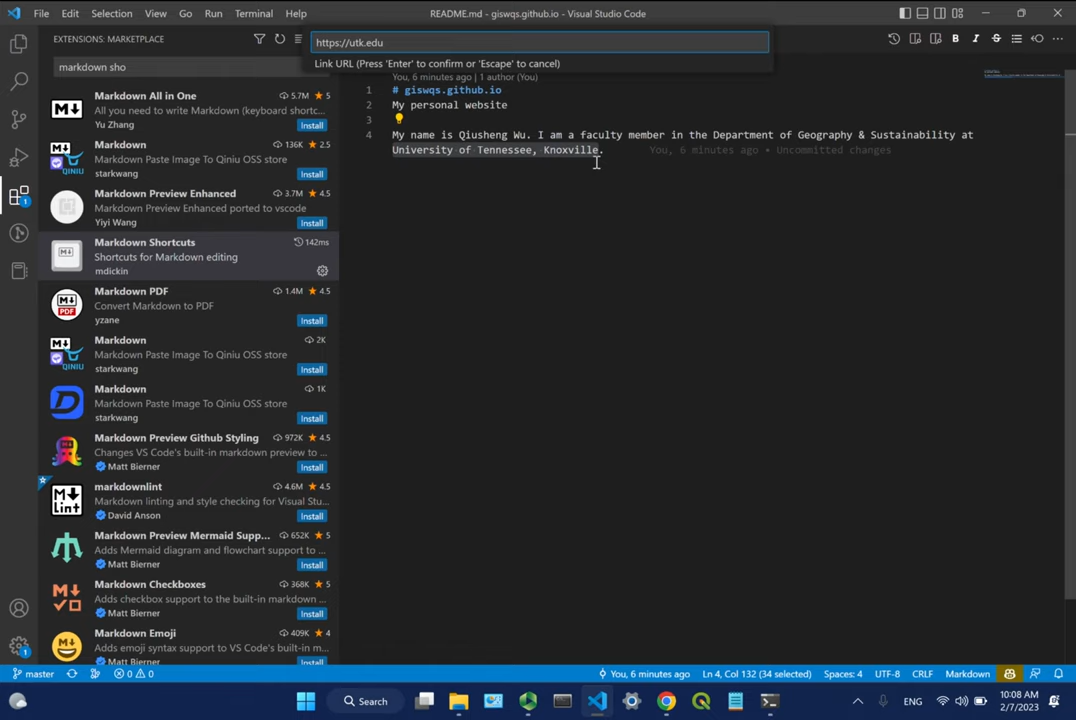 File Edit Selection View Go Run Terminal Help README.md - giswqs.github.io - Visual Studio Code
EXTENSIONS: MARKETPLACE
markdown sho
https://utk.edu
Link URL (Press 'Enter' to confirm or 'Escape' to cancel)
You, 6 minutes ago | 1 author (You)
1 # giswqs.github.io
2 My personal website
3
4 My name is Qiusheng Wu. I am a faculty member in the Department of Geography & Sustainability at
University of Tennessee, Knoxville. You, 6 minutes ago • Uncommitted changes
Markdown All in One 5.7M 5
All you need to write Markdown (keyboard shortc...
Yu Zhang Install
Markdown 136K 2.5
Markdown Paste Image To Qiniu OSS store
starkwang Install
Markdown Preview Enhanced 3.7M 4.5
Markdown Preview Enhanced ported to vscode
Yiyi Wang Install
Markdown Shortcuts 142ms
Shortcuts for Markdown editing
mdickin
Markdown PDF 1.4M 4.5
Convert Markdown to PDF
yzane Install
Markdown 2K
Markdown Paste Image To Qiniu OSS store
starkwang Install
Markdown 1K
Markdown Paste Image To Qiniu OSS store
starkwang Install
Markdown Preview Github Styling 972K 4.5
Changes VS Code's built-in markdown preview to ...
Matt Bierner Install
markdownlint 4.6M 4.5
Markdown linting and style checking for Visual Stu...
David Anson Install
Markdown Preview Mermaid Supp... 652K 5
Adds Mermaid diagram and flowchart support to ...
Matt Bierner Install
Markdown Checkboxes 368K 5
Adds checkbox support to the built-in markdown ...
Matt Bierner Install
Markdown Emoji 409K 4
Adds emoji syntax support to VS Code's built-in m...
Matt Bierner Install
master 0 0 You, 6 minutes ago Ln 4, Col 132 (34 selected) Spaces: 4 UTF-8 CRLF Markdown
Search ENG 10:08 AM
2/7/2023